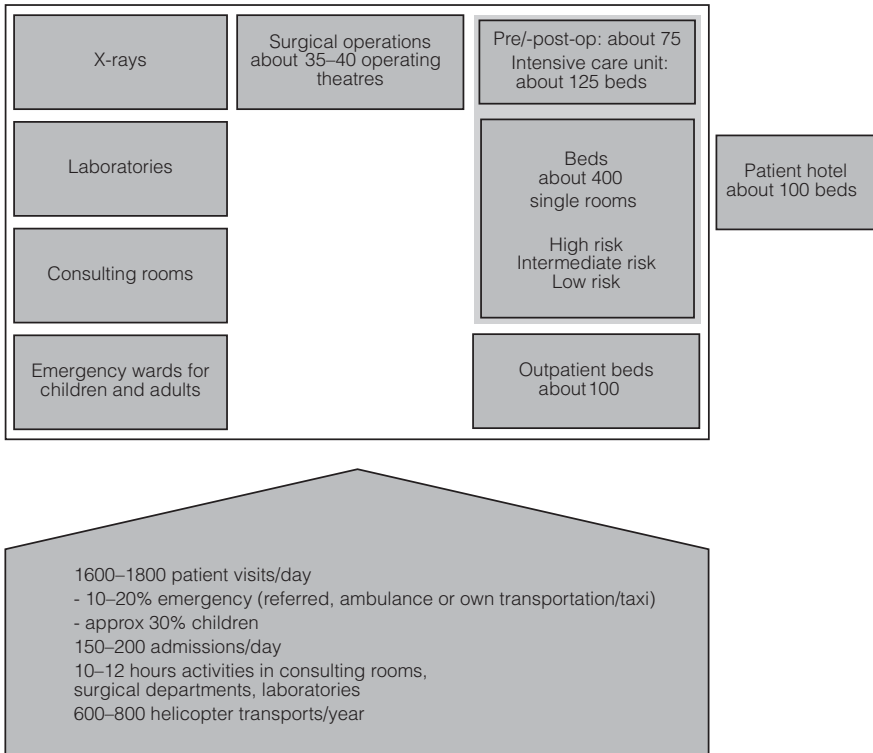 X-rays
Surgical operations
about 35–40 operating
theatres
Pre/-post-op: about 75
Intensive care unit:
about 125 beds
Laboratories
Beds
about 400
single rooms
High risk
Intermediate risk
Low risk
Patient hotel
about 100 beds
Consulting rooms
Emergency wards for
children and adults
Outpatient beds
about 100
1600–1800 patient visits/day
- 10–20% emergency (referred, ambulance or own transportation/taxi)
- approx 30% children
150–200 admissions/day
10–12 hours activities in consulting rooms,
surgical departments, laboratories
600–800 helicopter transports/year